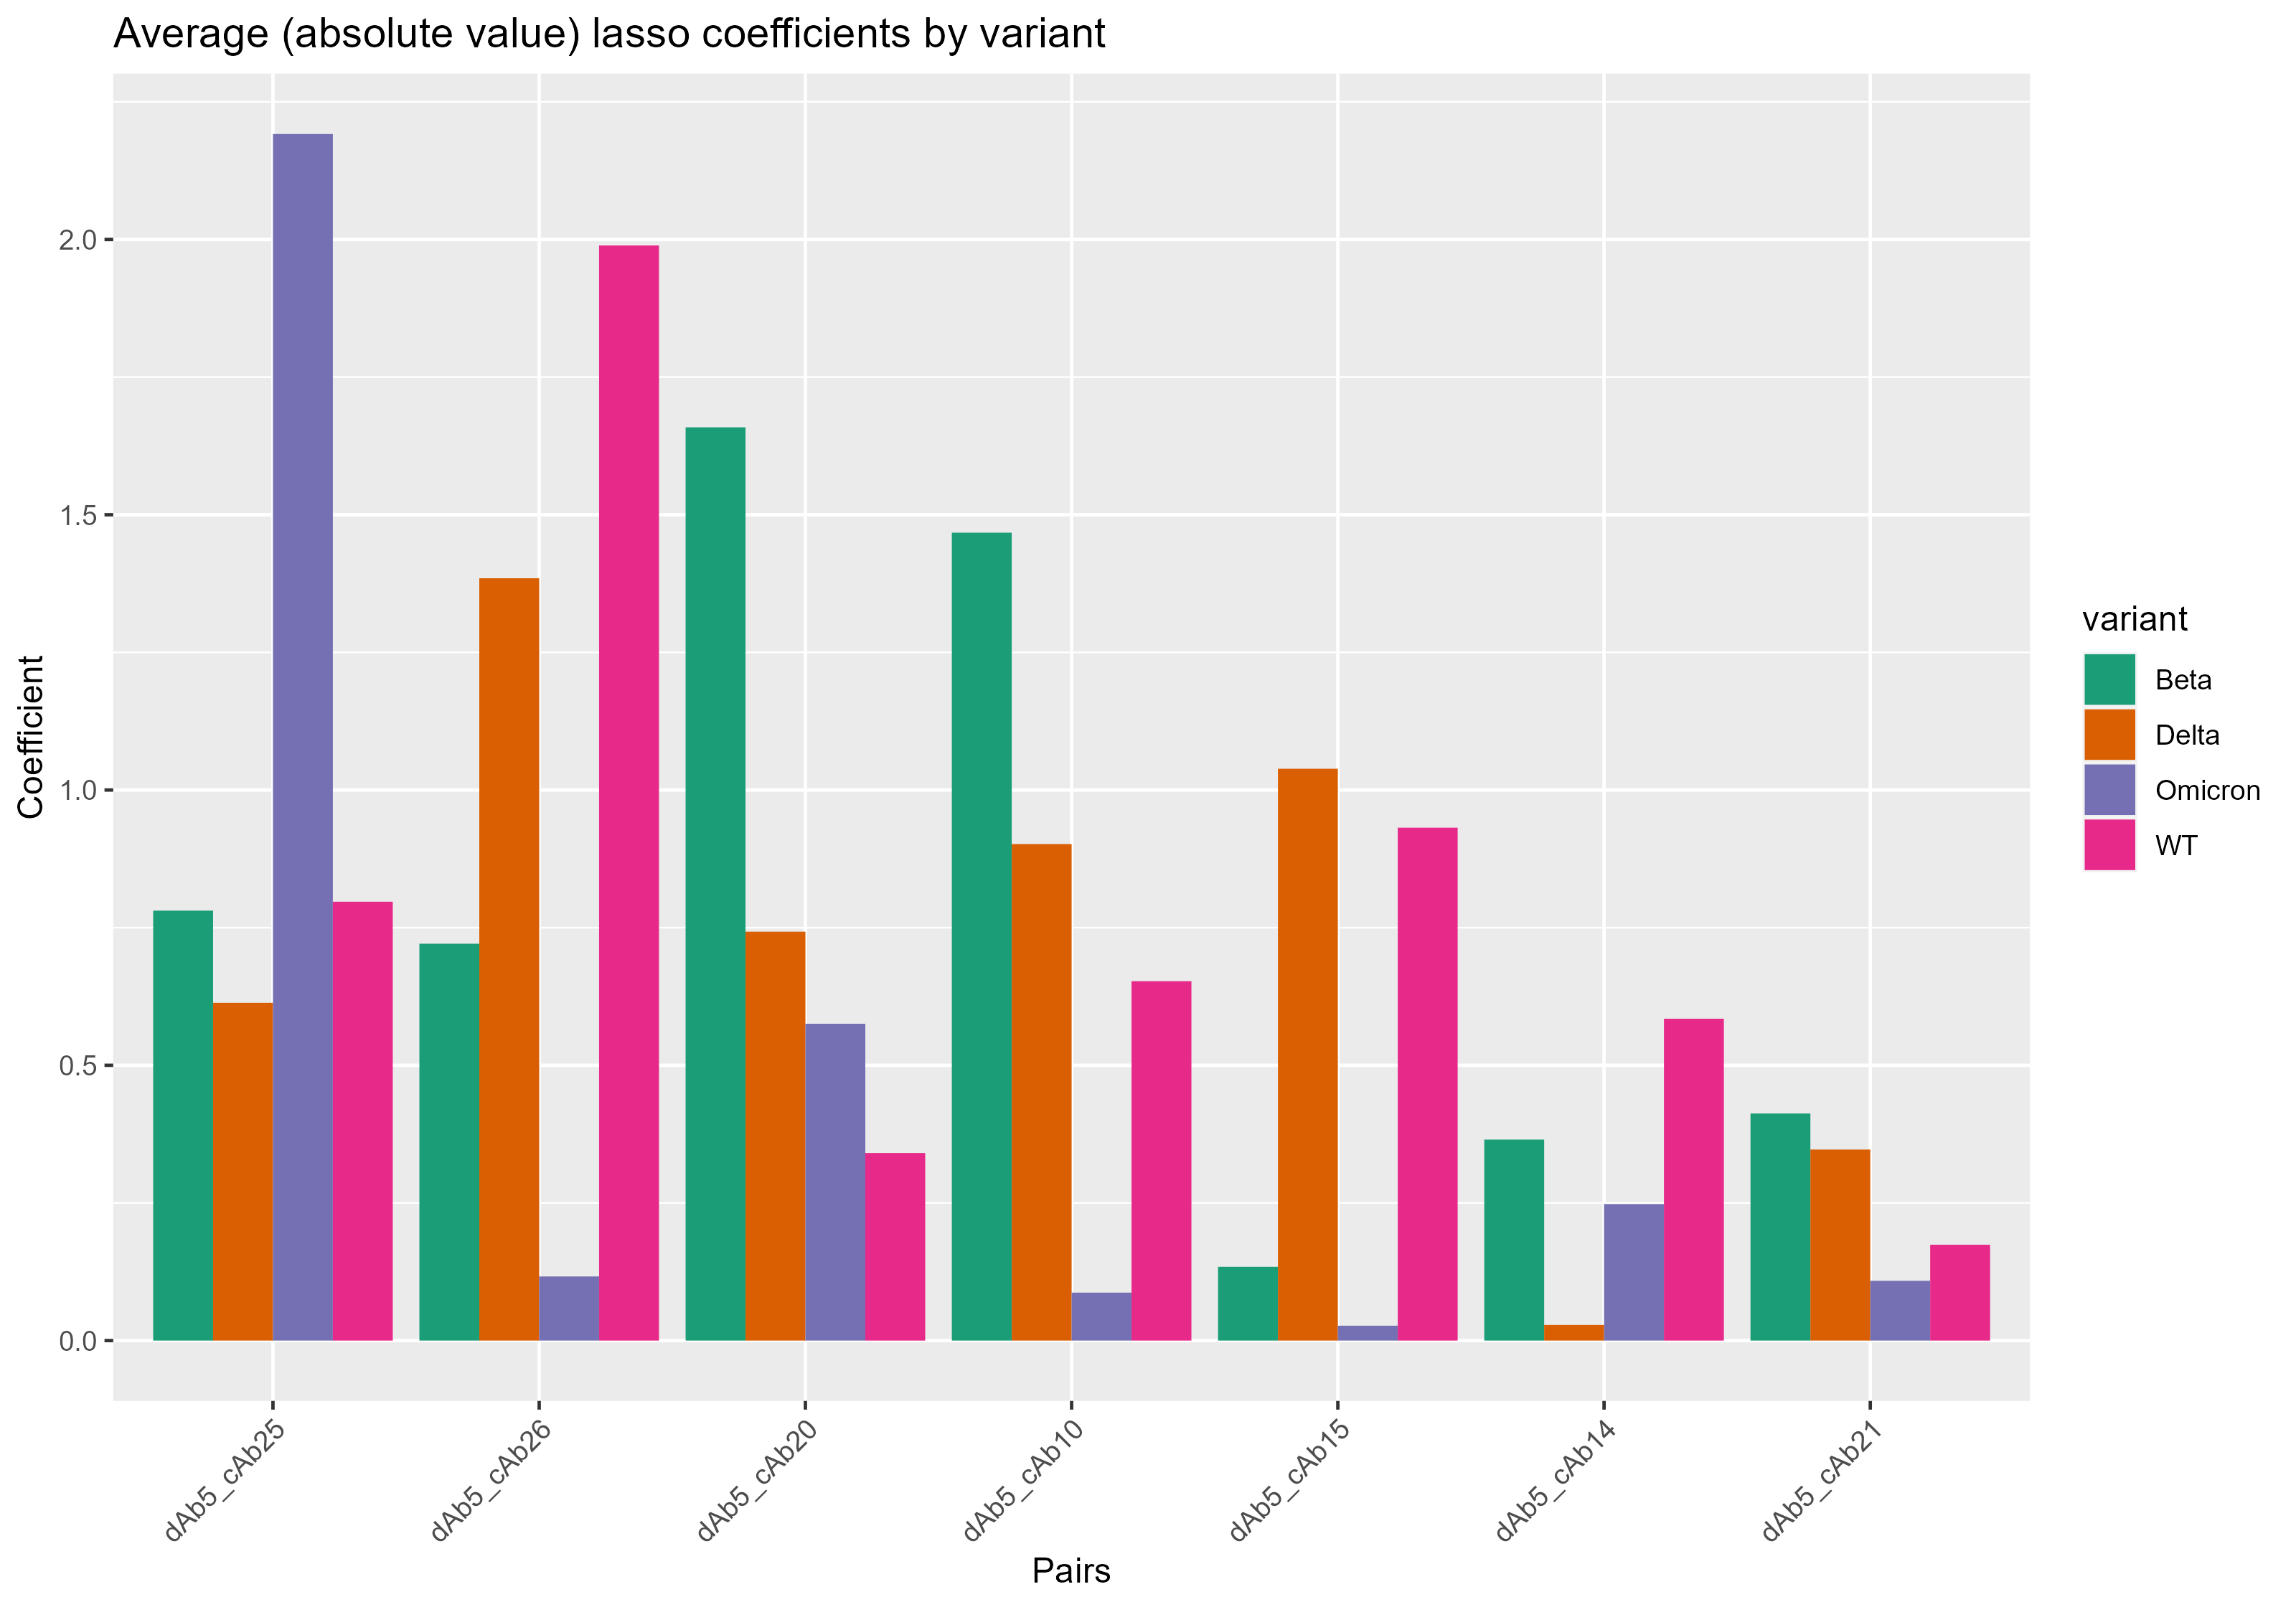 Average (absolute value) lasso coefficients by variant
Coefficient
2.0
1.5
1.0
0.5
0.0
dAb5_cAb25
dAb5_cAb26
dAb5_cAb20
dAb5_cAb10
dAb5_cAb15
dAb5_cAb14
dAb5_cAb21
Pairs
variant
Beta
Delta
Omicron
WT